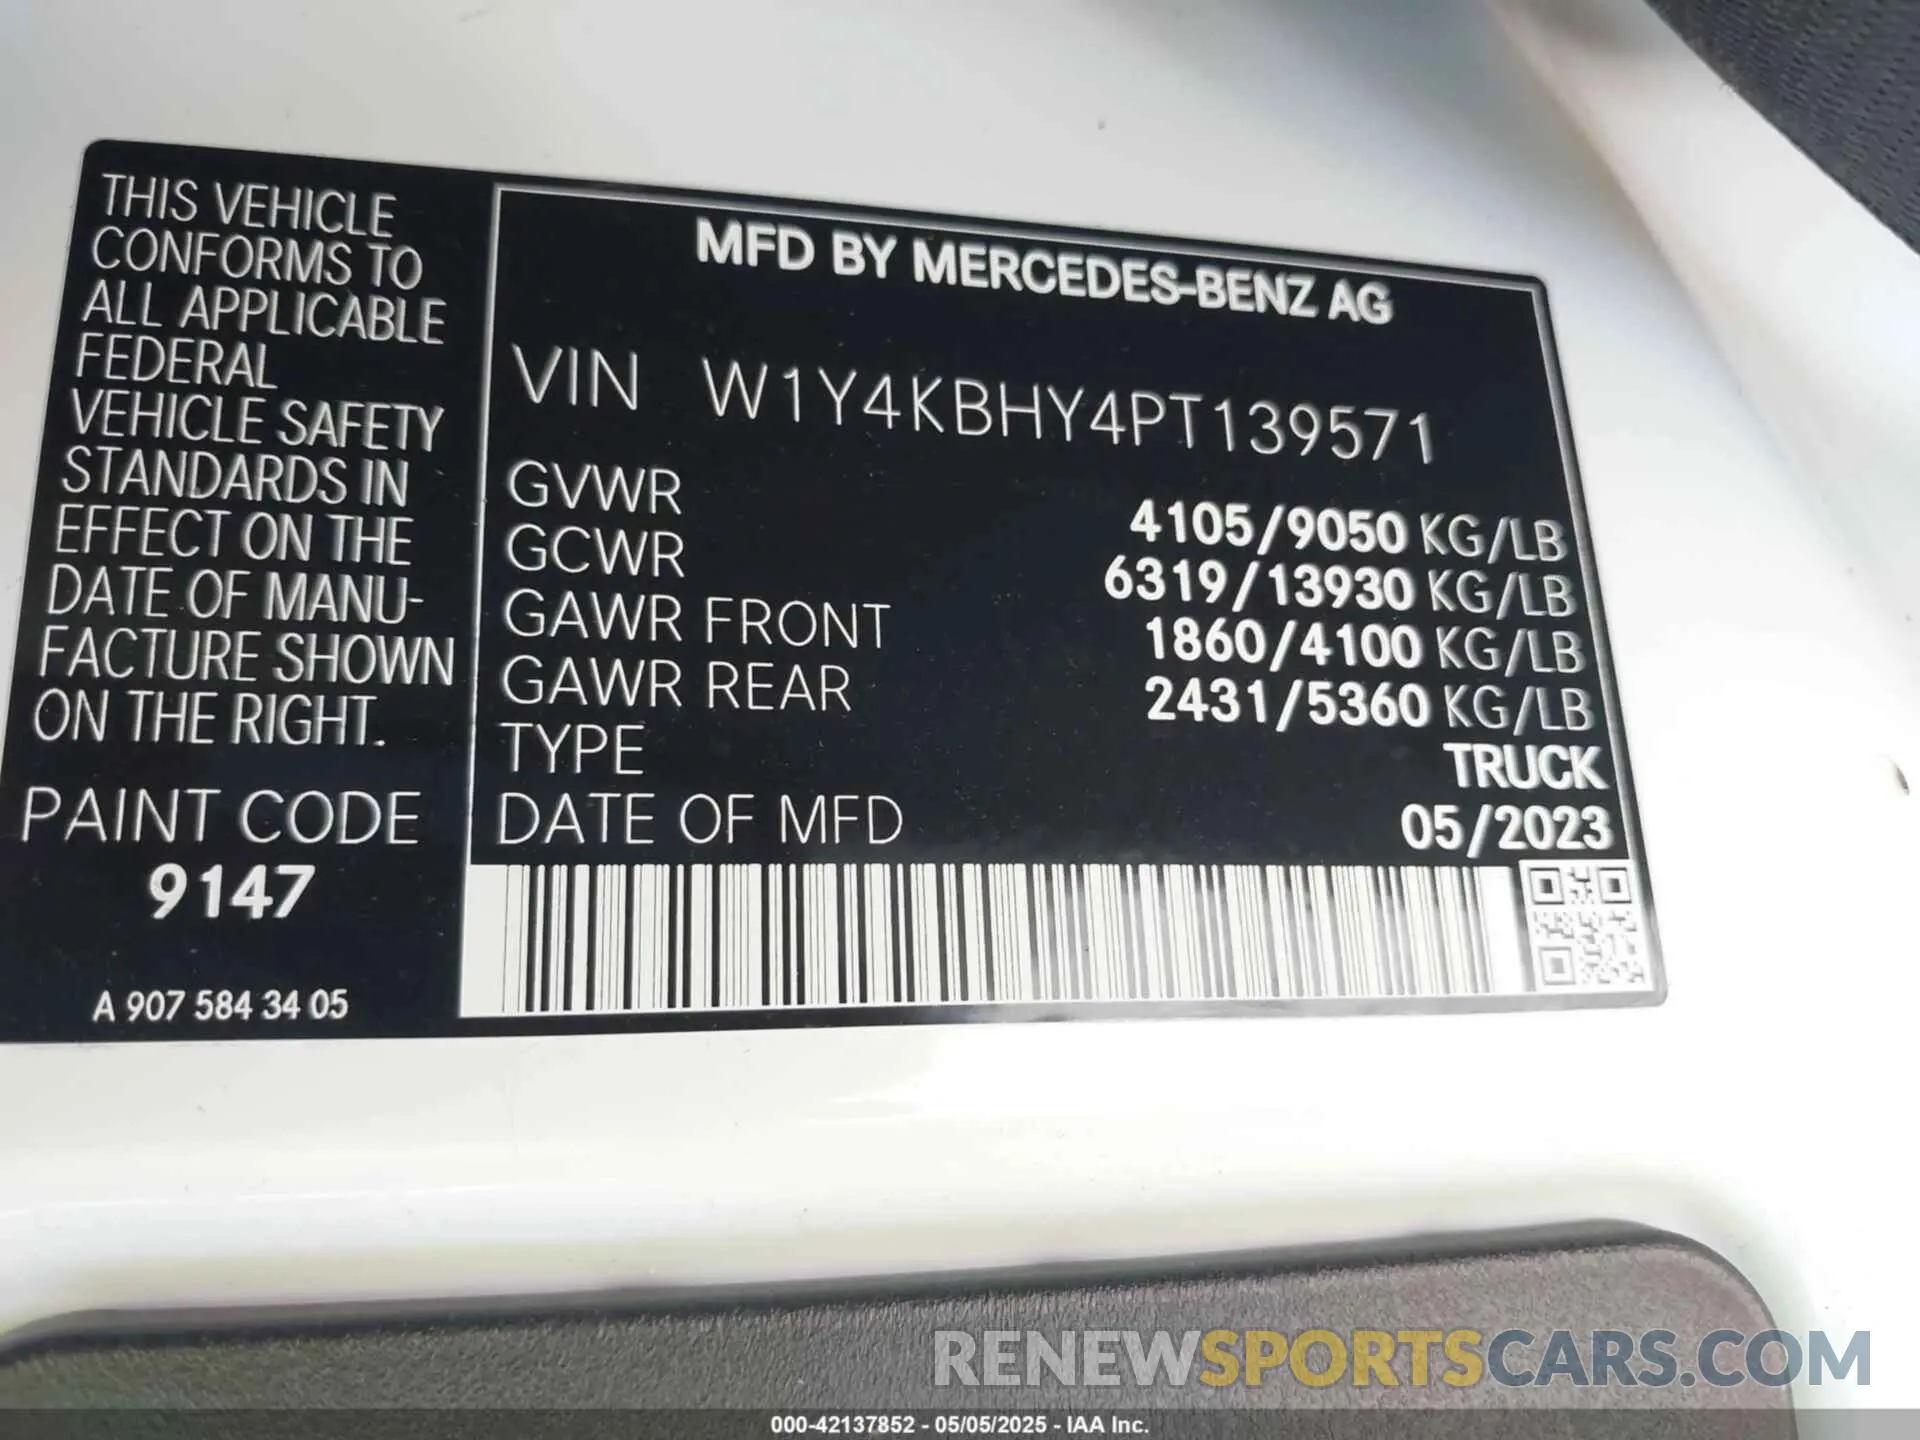 THIS VEHICLE
CONFORMS TO
ALL APPLICABLE
FEDERAL
VEHICLE SAFETY
STANDARDS IN
EFFECT ON THE
DATE OF MANU-
FACTURE SHOWN
ON THE RIGHT.
PAINT CODE
9147
A 907 584 34 05
MFD BY MERCEDES-BENZ AG
VIN W1Y4KBHY4PT139571
GVWR 4105/9050 KG/LB
GCWR 6319/13930 KG/LB
GAWR FRONT 1860/4100 KG/LB
GAWR REAR 2431/5360 KG/LB
TYPE TRUCK
DATE OF MFD 05/2023
RENEWSPORTSCARS.COM
000-42137852 - 05/05/2025 - IAA Inc.